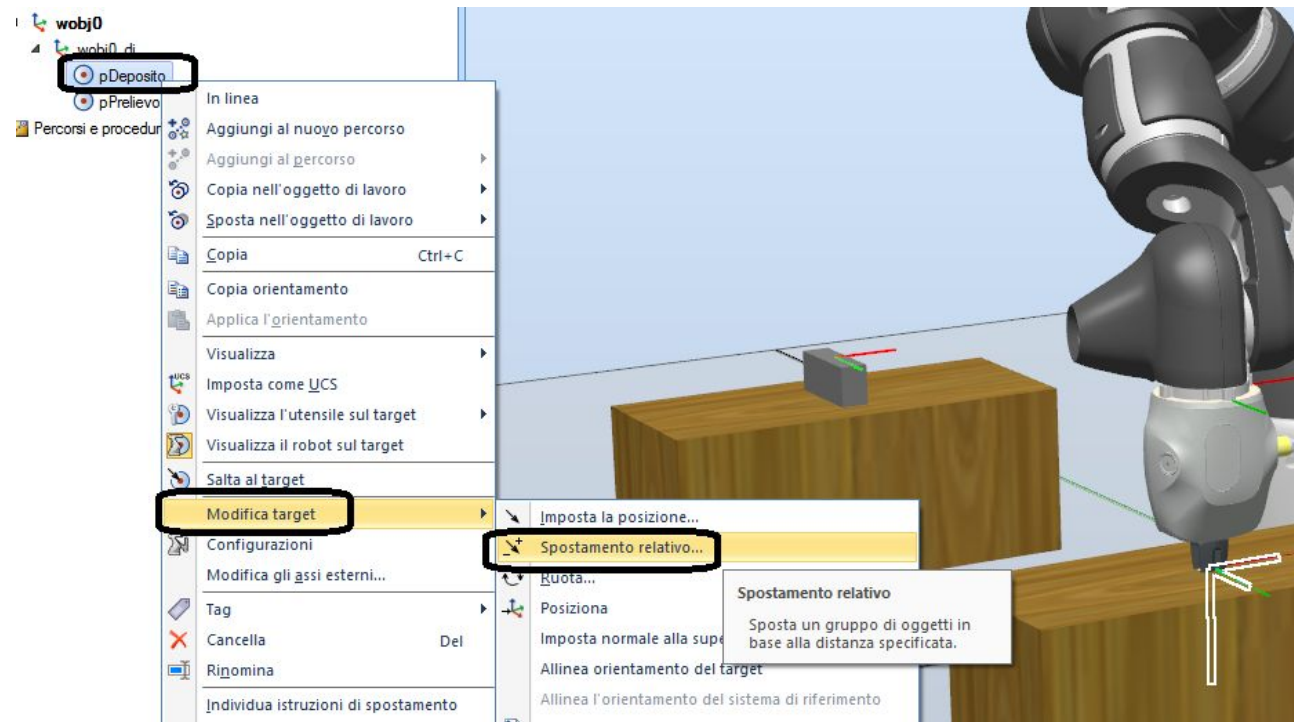 wobj0
wobj0_di
pDeposito
pPrelievo
Percorsi e procedur
In linea
Aggiungi al nuovo percorso
Aggiungi al percorso
Copia nell'oggetto di lavoro
Sposta nell'oggetto di lavoro
Copia Ctrl+C
Copia orientamento
Applica l'orientamento
Visualizza
UCS Imposta come UCS
Visualizza l'utensile sul target
Visualizza il robot sul target
Salta al target
Modifica target
Configurazioni
Modifica gli assi esterni...
Tag
Cancella Del
Rinomina
Individua istruzioni di spostamento
Imposta la posizione...
Spostamento relativo...
Ruota...
Posiziona
Imposta normale alla supe
Allinea orientamento del target
Allinea l'orientamento del sistema di riferimento
Spostamento relativo
Sposta un gruppo di oggetti in
base alla distanza specificata.